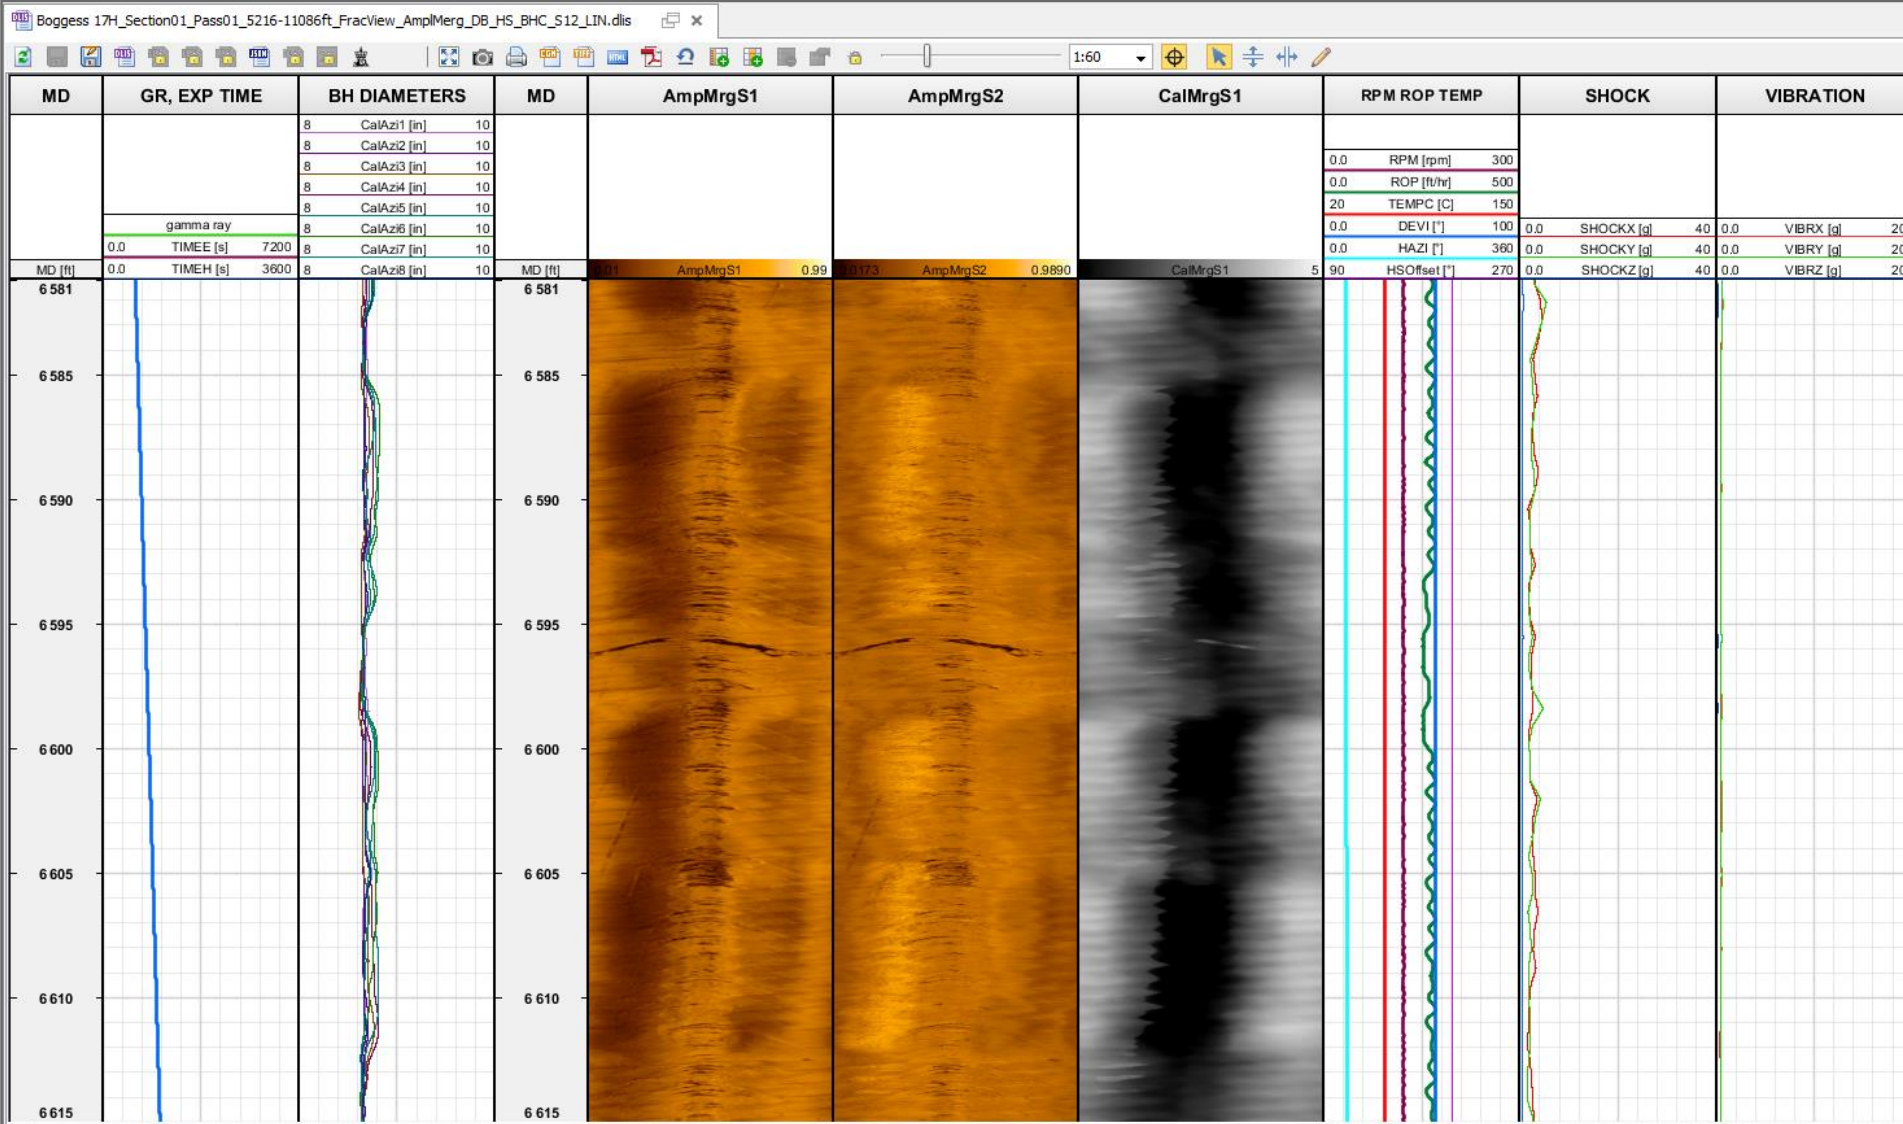 Boggess 17H_Section01_Pass01_5216-11086ft_FracView_AmplMerg_DB_HS_BHC_S12_LIN.dlis
1:60
MD GR, EXP TIME BH DIAMETERS MD AmpMrgS1 AmpMrgS2 CalMrgS1 RPM ROP TEMP SHOCK VIBRATION
8 CalAzi1 [in] 10
8 CalAzi2 [in] 10
8 CalAzi3 [in] 10
8 CalAzi4 [in] 10
8 CalAzi5 [in] 10
8 CalAzi6 [in] 10
8 CalAzi7 [in] 10
8 CalAzi8 [in] 10
gamma ray
0.0 TIMEE [s] 7200
0.0 TIMEH [s] 3600
0.0 RPM [rpm] 300
0.0 ROP [ft/hr] 500
20 TEMPC [C] 150
0.0 DEVI [°] 100
0.0 HAZI [°] 360
90 HSOffset [°] 270
0.0 SHOCKX [g] 40
0.0 SHOCKY [g] 40
0.0 SHOCKZ [g] 40
0.0 VIBRX [g] 20
0.0 VIBRY [g] 20
0.0 VIBRZ [g] 20
MD [ft] MD [ft] AmpMrgS1 0.99 AmpMrgS2 0.9890 CalMrgS1 5
6 581 6 581
6 585 6 585
6 590 6 590
6 595 6 595
6 600 6 600
6 605 6 605
6 610 6 610
6 615 6 615